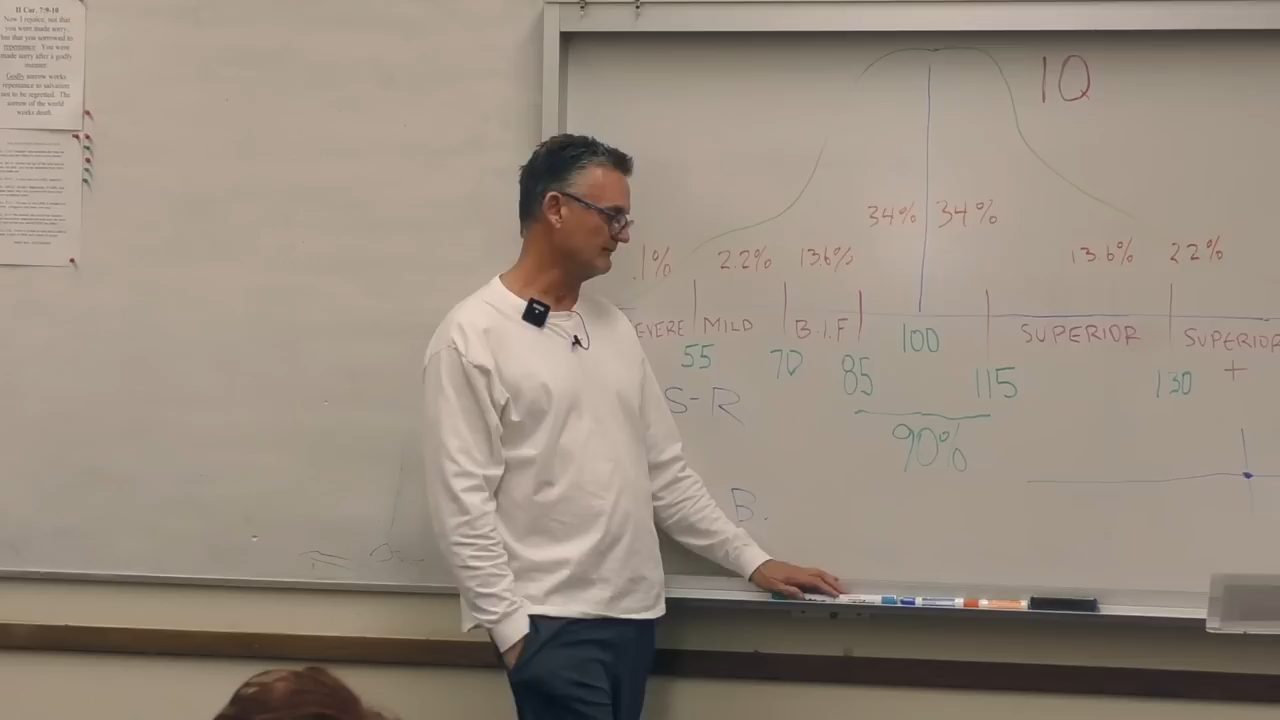 II Cor. 7:9-10
Now I rejoice, not that
you were made sorry,
but that you sorrowed to
repentance. You were
made sorry after a godly
manner.
Godly sorrow works
repentance to salvation
not to be regretted. The
sorrow of the world
works death
IQ
34% 34%
.1% 2.2% 13.6% 13.6% 2.2%
EVERE MILD B.I.F 100 SUPERIOR SUPERIOR
+
55 70 85 115 130
S-R
90%
B.